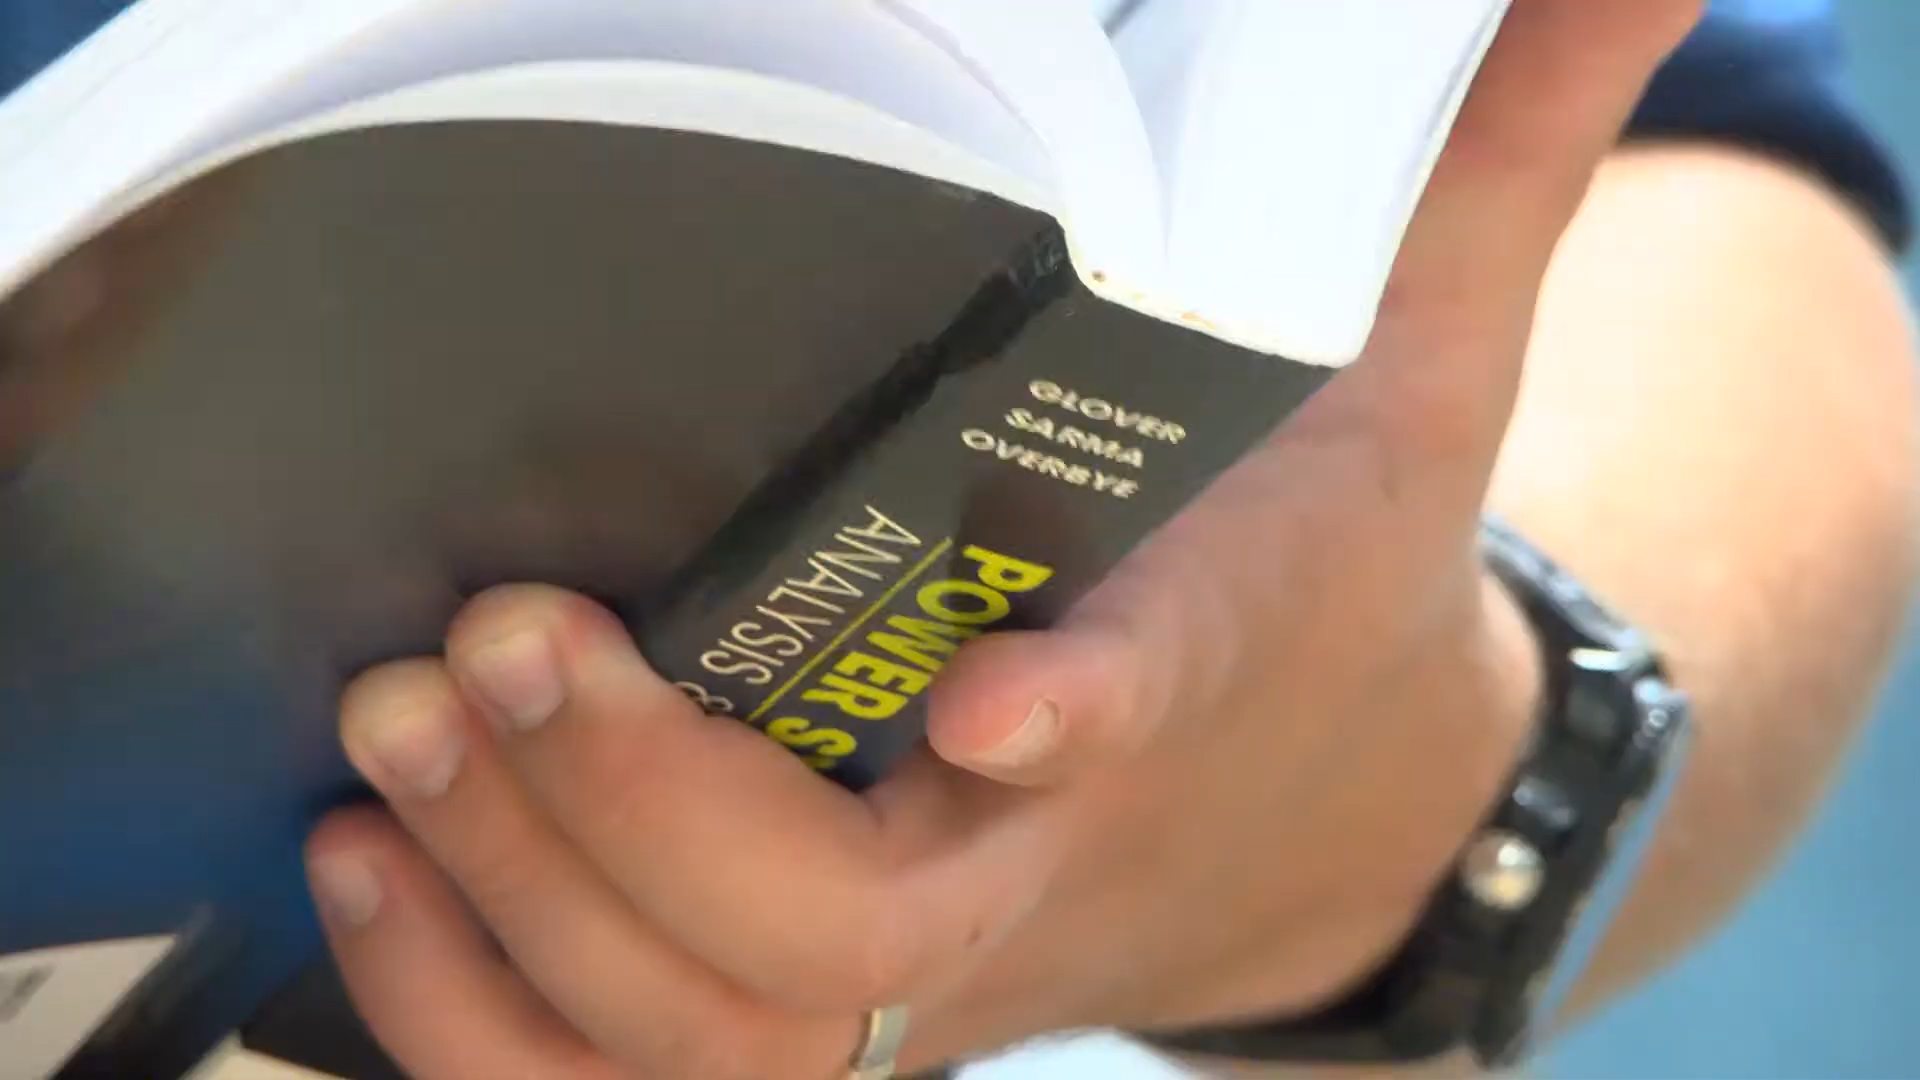 GLOVER
SARMA
OVERBYE
POWER S
ANALYSIS &